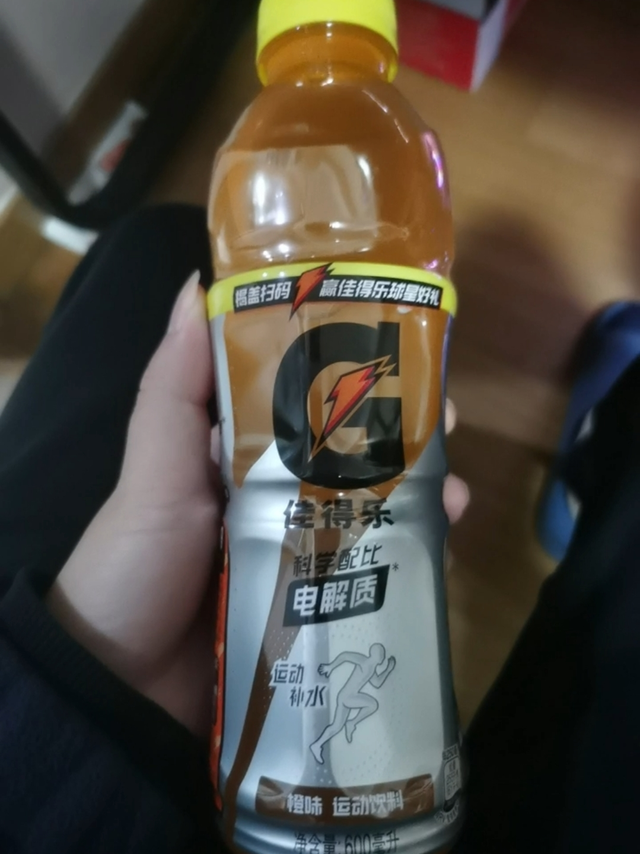 揭盖扫码 赢佳得乐球星好礼
G
佳得乐
科学配比
电解质*
运动
补水
橙味 运动饮料
净含量:600毫升